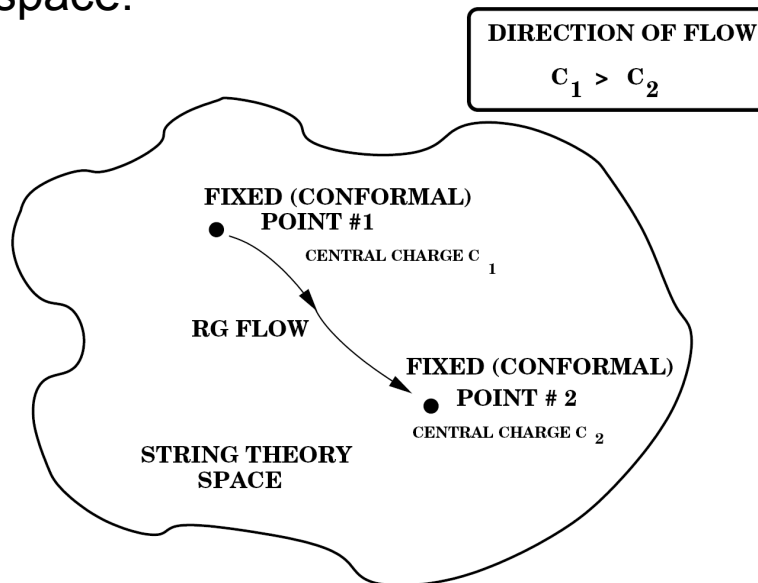 space.
DIRECTION OF FLOW
C1 > C2
FIXED (CONFORMAL)
POINT #1
CENTRAL CHARGE C1
RG FLOW
FIXED (CONFORMAL)
POINT # 2
CENTRAL CHARGE C2
STRING THEORY
SPACE